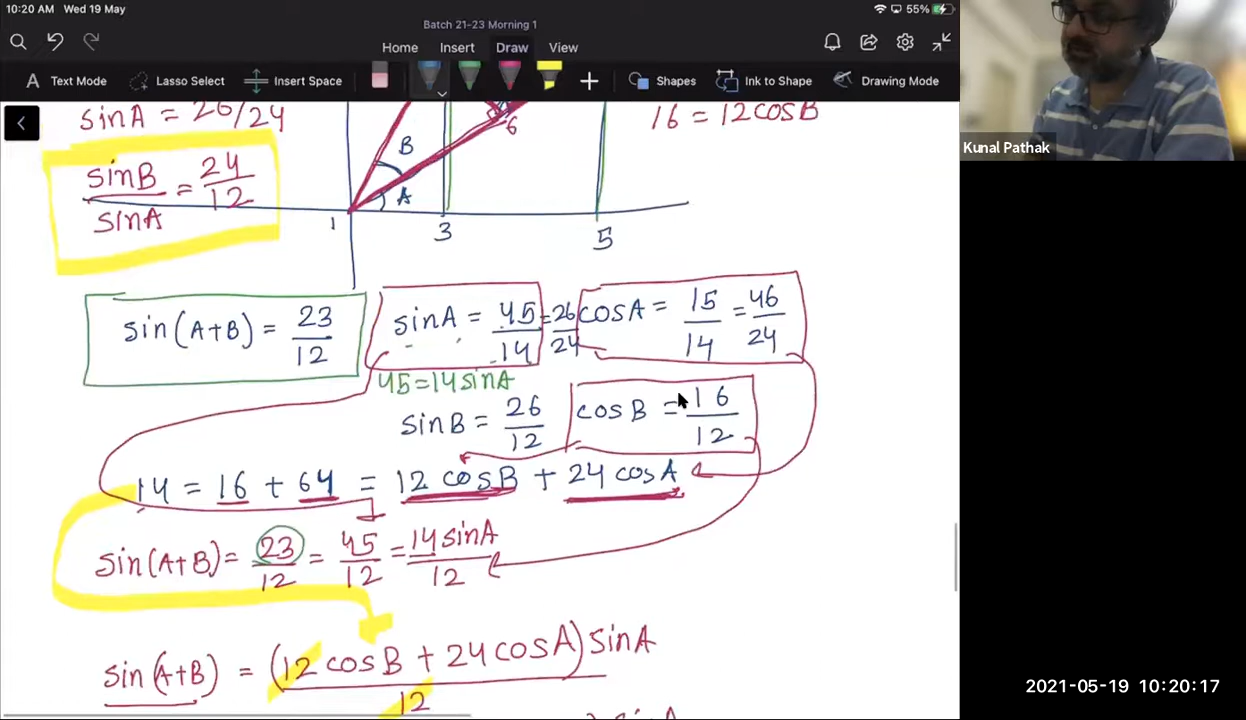 10:20 AM Wed 19 May
55%
Batch 21-23 Morning 1
Home Insert Draw View
Text Mode Lasso Select Insert Space Shapes Ink to Shape Drawing Mode
sinA = 26/24
16 = 12cosB
sinB/sinA = 24/12
B
A
6
1 3 5
sin(A+B) = 23/12
sinA = 45/14 = 26/24
cosA = 15/14 = 46/24
45=14sinA
sinB = 26/12
cosB = 16/12
14 = 16 + 64 = 12 cosB + 24 cosA
sin(A+B) = 23/12 = 45/12 = 14sinA/12
sin(A+B) = (12 cosB + 24 cosA) sinA
12
sinA
Kunal Pathak
2021-05-19 10:20:17